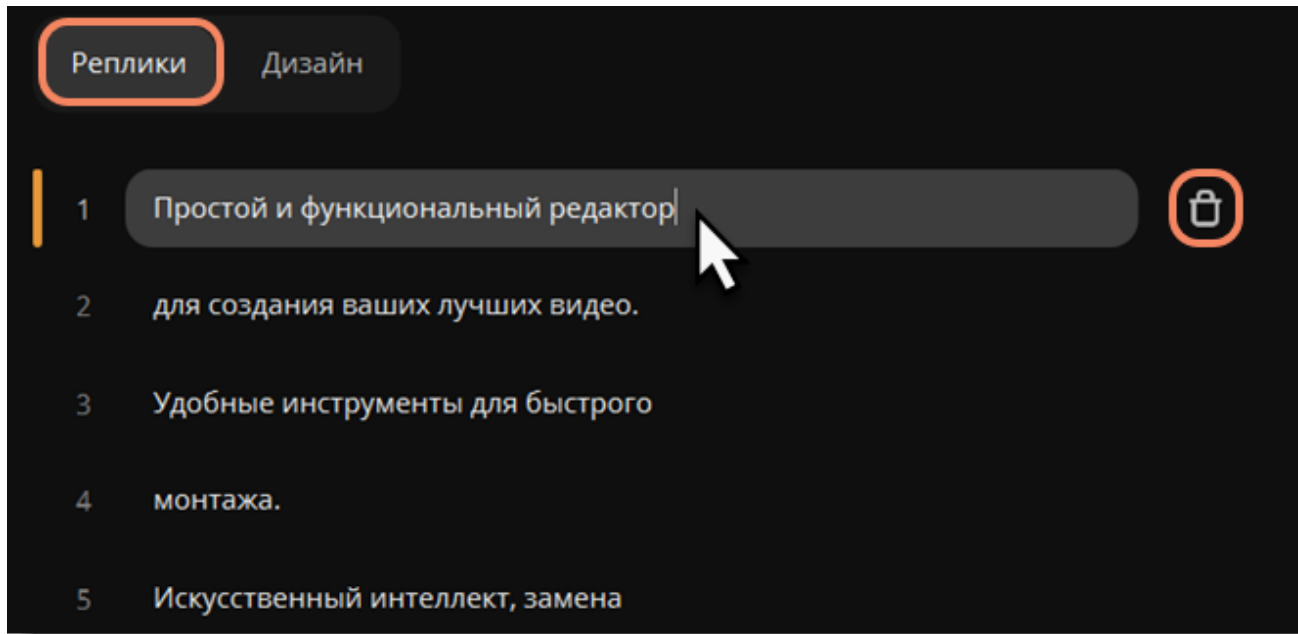 Реплики Дизайн
1 Простой и функциональный редактор
2 для создания ваших лучших видео.
3 Удобные инструменты для быстрого
4 монтажа.
5 Искусственный интеллект, замена